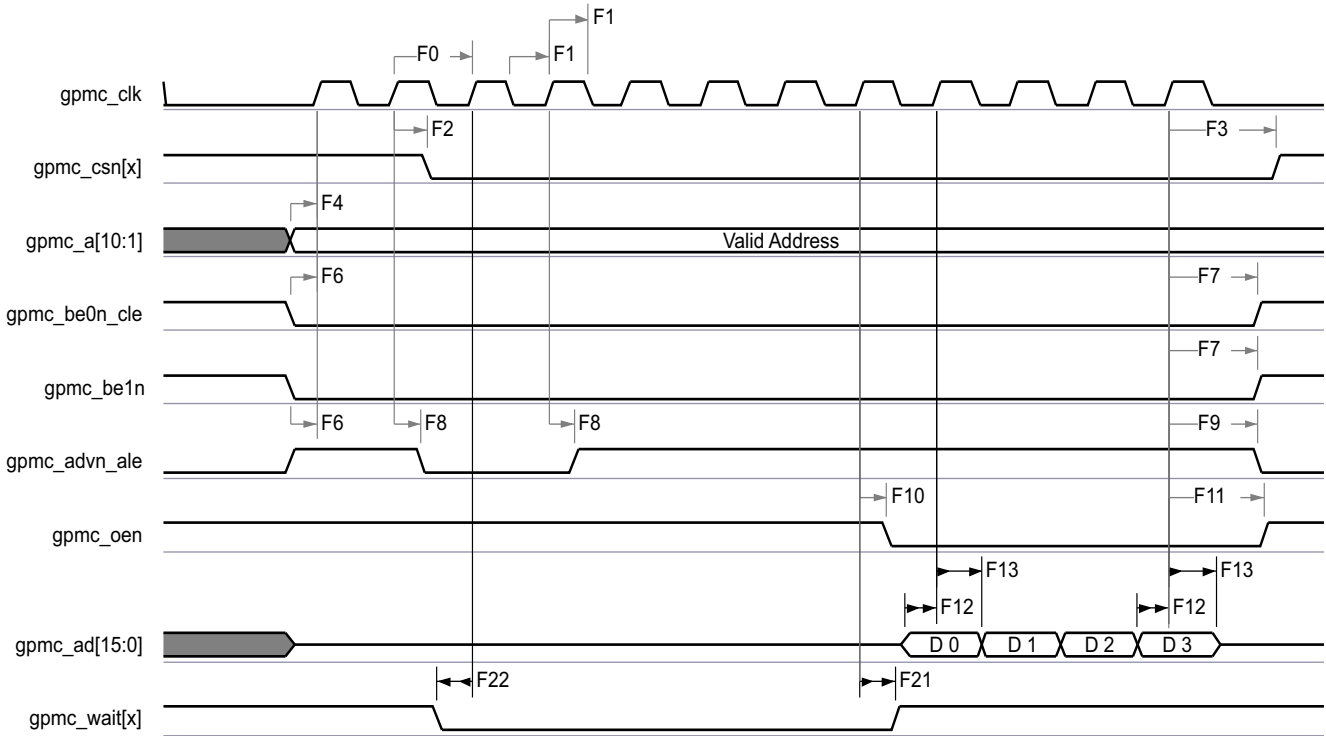 F1
F0
F1
gpmc_clk
F2
F3
gpmc_csn[x]
F4
gpmc_a[10:1]
Valid Address
F6
F7
gpmc_be0n_cle
F7
gpmc_be1n
F6
F8
F8
F9
gpmc_advn_ale
F10
F11
gpmc_oen
F13
F13
F12
F12
gpmc_ad[15:0]
D 0
D 1
D 2
D 3
F22
F21
gpmc_wait[x]